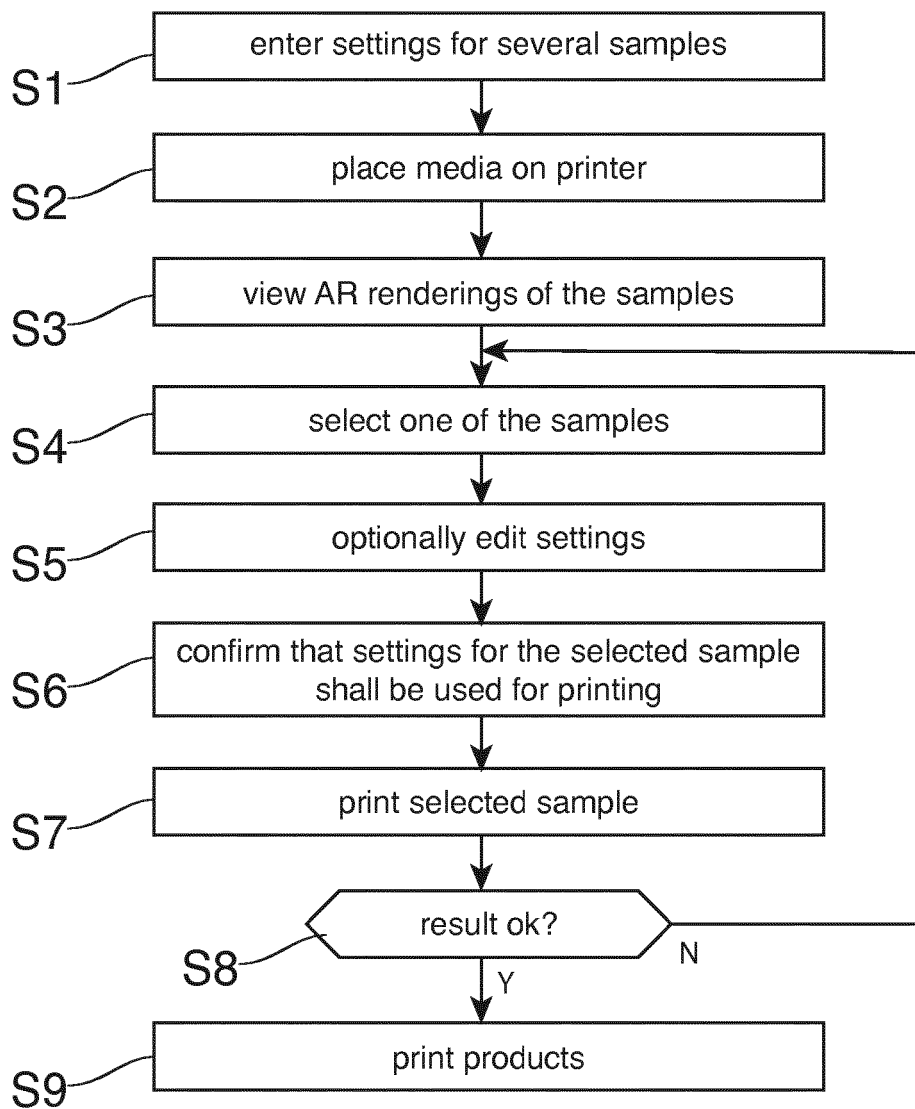 enter settings for several samples
S1
place media on printer
S2
view AR renderings of the samples
S3
select one of the samples
S4
optionally edit settings
S5
confirm that settings for the selected sample
shall be used for printing
S6
print selected sample
S7
result ok?
S8
N
Y
print products
S9